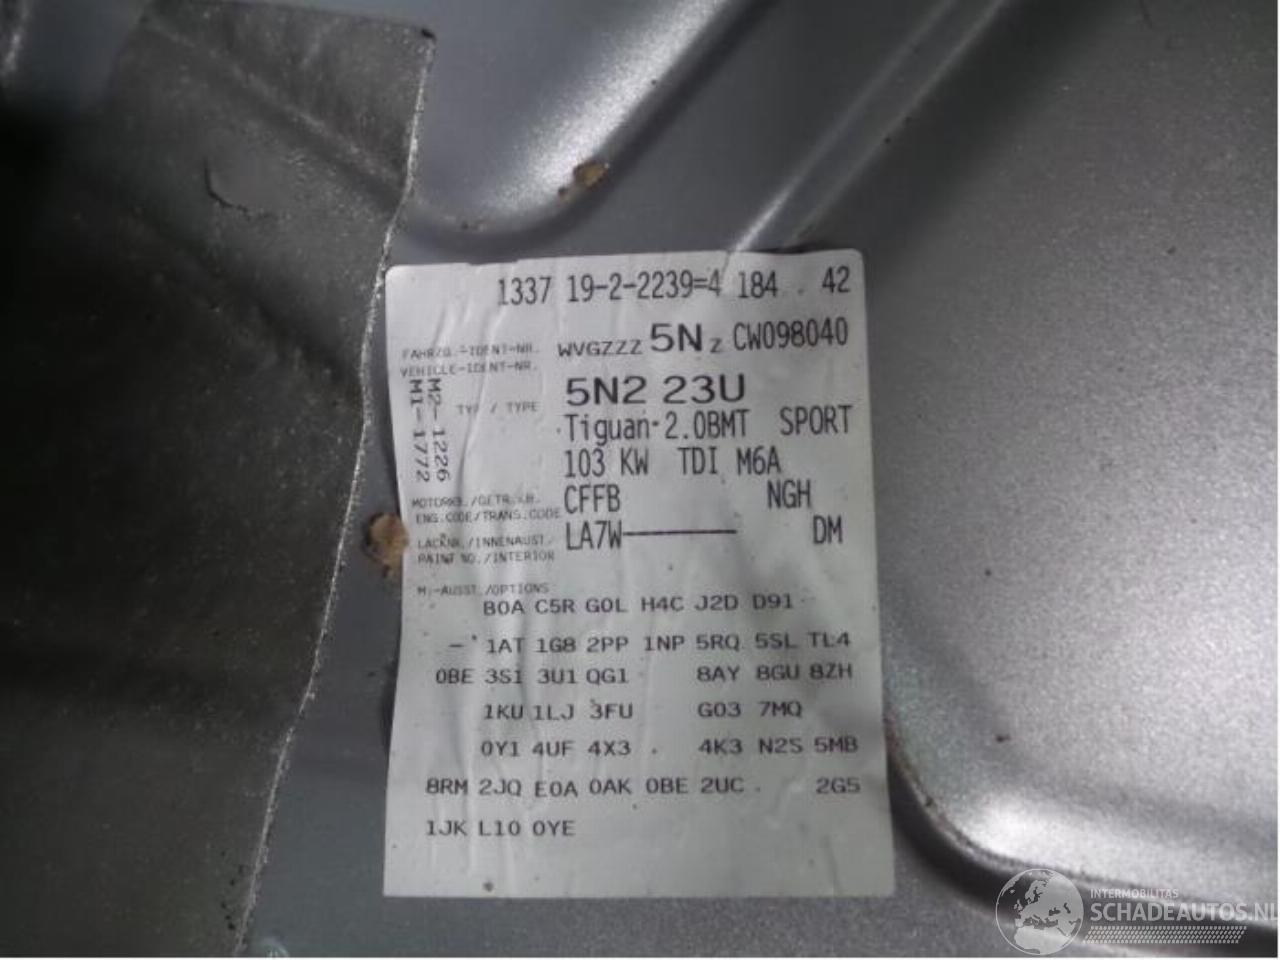 1337 19-2-2239=4 184 . 42
FAHRZG.-IDENT-NR. WVGZZZ 5N z CW098040
VEHICLE-IDENT-NR.
5N2 23U
TYP / TYPE
Tiguan 2.0BMT SPORT
103 KW TDI M6A
M2--1226
M1--1772
MOTORKB./GETR.KB. CFFB NGH
ENG.CODE/TRANS.CODE
LACKNR./INNENAUST. LA7W DM
PAINT NO./INTERIOR
M.-AUSST./OPTIONS
B0A C5R G0L H4C J2D D91
- 1AT 1G8 2PP 1NP 5RQ 5SL TL4
0BE 3S1 3U1 QG1 8AY 8GU 8ZH
1KU 1LJ 3FU G03 7MQ
0Y1 4UF 4X3 . 4K3 N2S 5MB
8RM 2JQ E0A 0AK 0BE 2UC . 2G5
1JK L10 0YE
INTERMOBILITAS
SCHADEAUTOS.NL